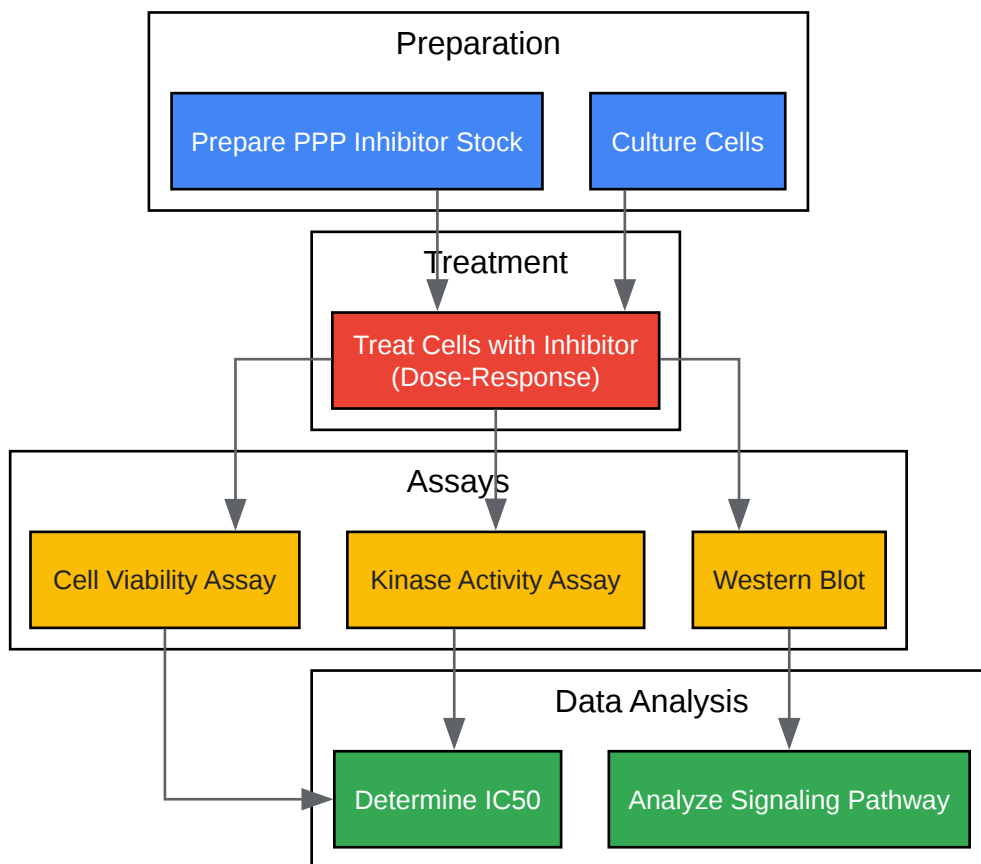 Preparation
Prepare PPP Inhibitor Stock
Culture Cells
Treatment
Treat Cells with Inhibitor
(Dose-Response)
Assays
Cell Viability Assay
Kinase Activity Assay
Western Blot
Data Analysis
Determine IC50
Analyze Signaling Pathway